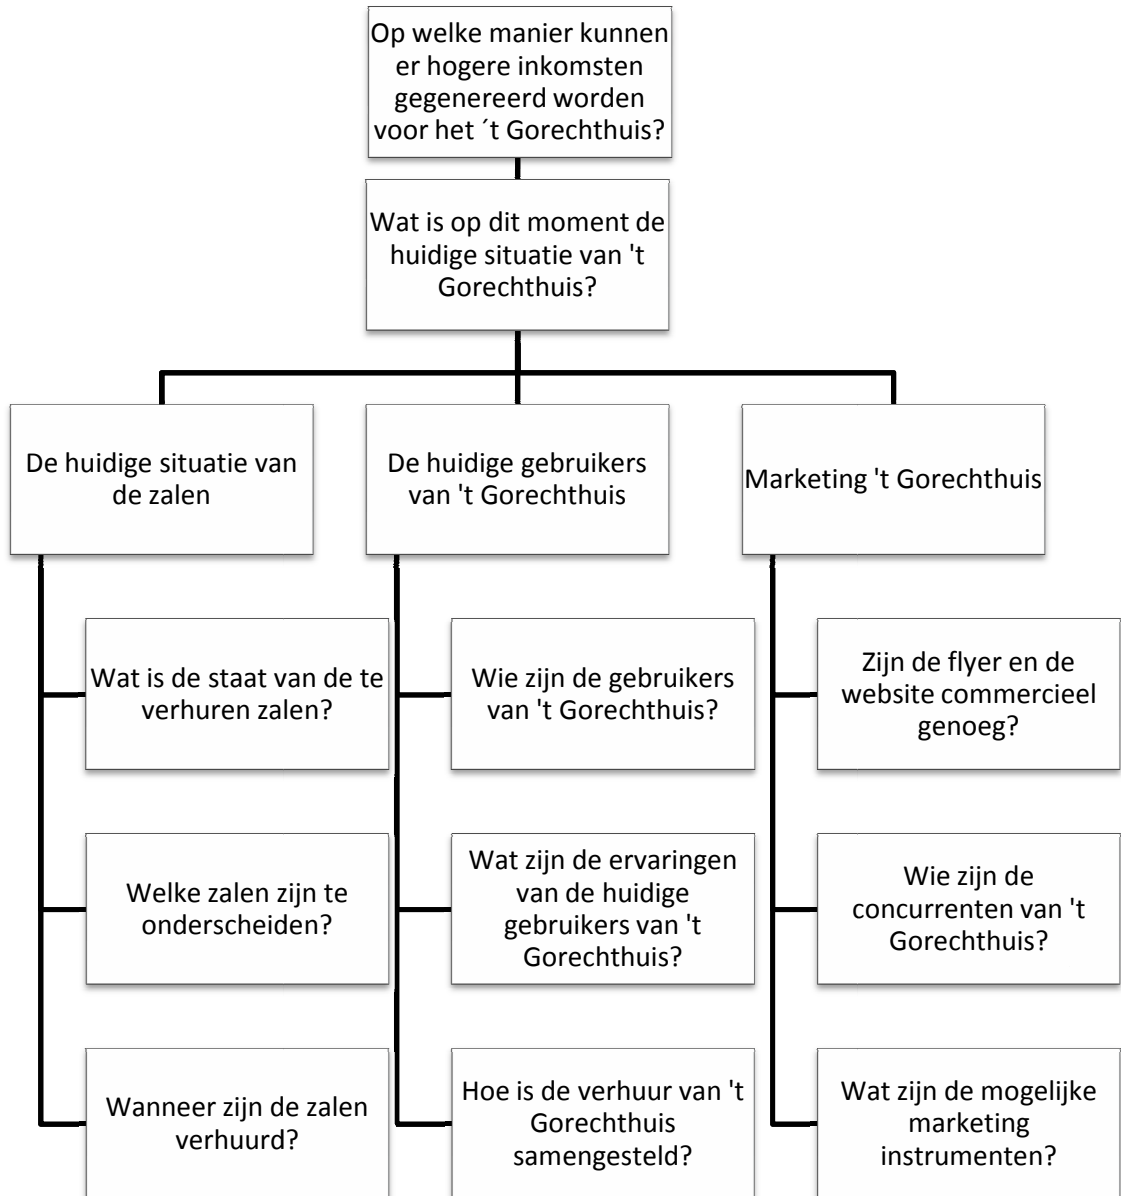 Op welke manier kunnen
er hogere inkomsten
gegenereerd worden
voor het ´t Gorechthuis?
Wat is op dit moment de
huidige situatie van 't
Gorechthuis?
De huidige situatie van
de zalen
De huidige gebruikers
van 't Gorechthuis
Marketing 't Gorechthuis
Wat is de staat van de te
verhuren zalen?
Wie zijn de gebruikers
van 't Gorechthuis?
Zijn de flyer en de
website commercieel
genoeg?
Welke zalen zijn te
onderscheiden?
Wat zijn de ervaringen
van de huidige
gebruikers van 't
Gorechthuis?
Wie zijn de
concurrenten van 't
Gorechthuis?
Wanneer zijn de zalen
verhuurd?
Hoe is de verhuur van 't
Gorechthuis
samengesteld?
Wat zijn de mogelijke
marketing
instrumenten?